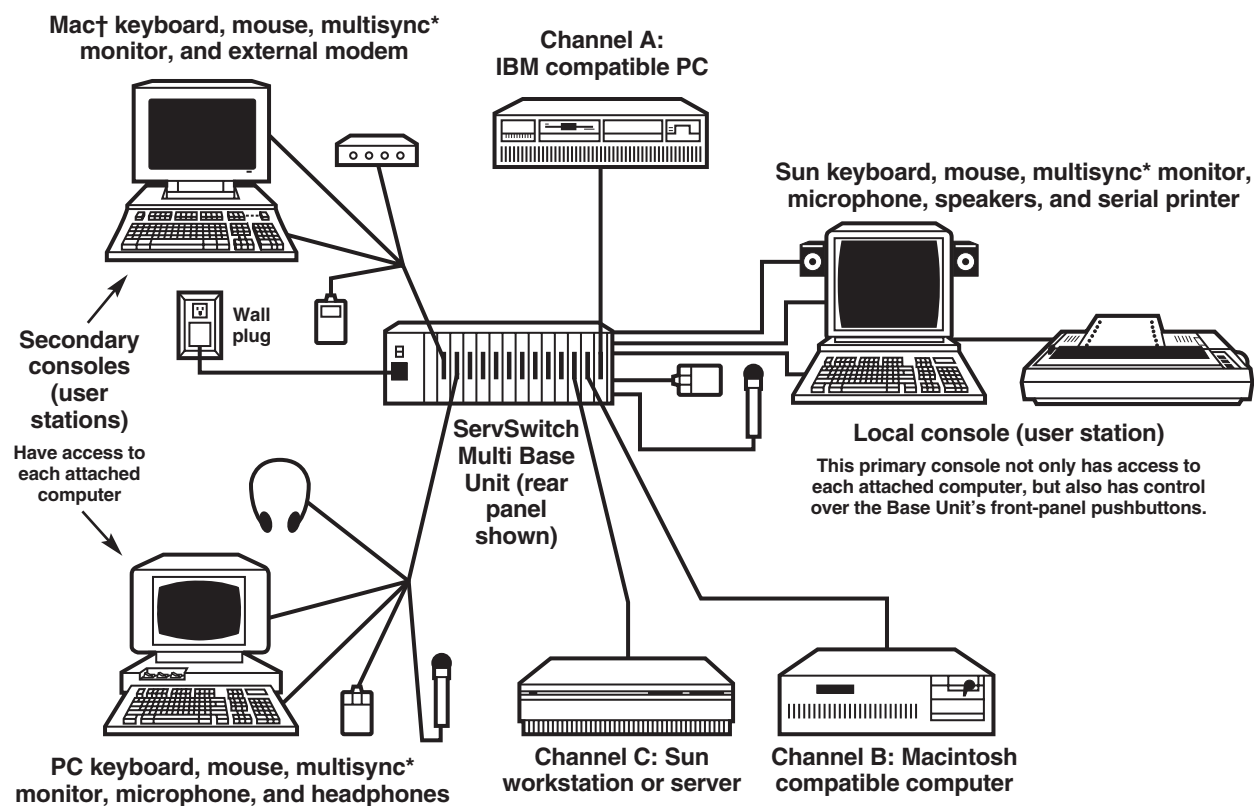 Mac† keyboard, mouse, multisync*
monitor, and external modem
Channel A:
IBM compatible PC
Sun keyboard, mouse, multisync* monitor,
microphone, speakers, and serial printer
Wall
plug
Secondary
consoles
(user
stations)
Have access to
each attached
computer
ServSwitch
Multi Base
Unit (rear
panel
shown)
Local console (user station)
This primary console not only has access to
each attached computer, but also has control
over the Base Unit’s front-panel pushbuttons.
PC keyboard, mouse, multisync*
monitor, microphone, and headphones
Channel C: Sun
workstation or server
Channel B: Macintosh
compatible computer